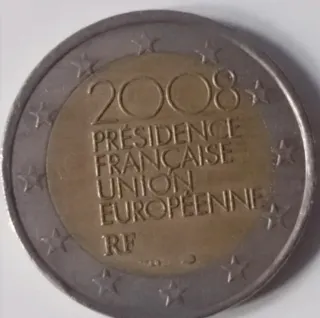 2008
PRÉSIDENCE
FRANÇAISE
UNION
EUROPÉENNE
RF